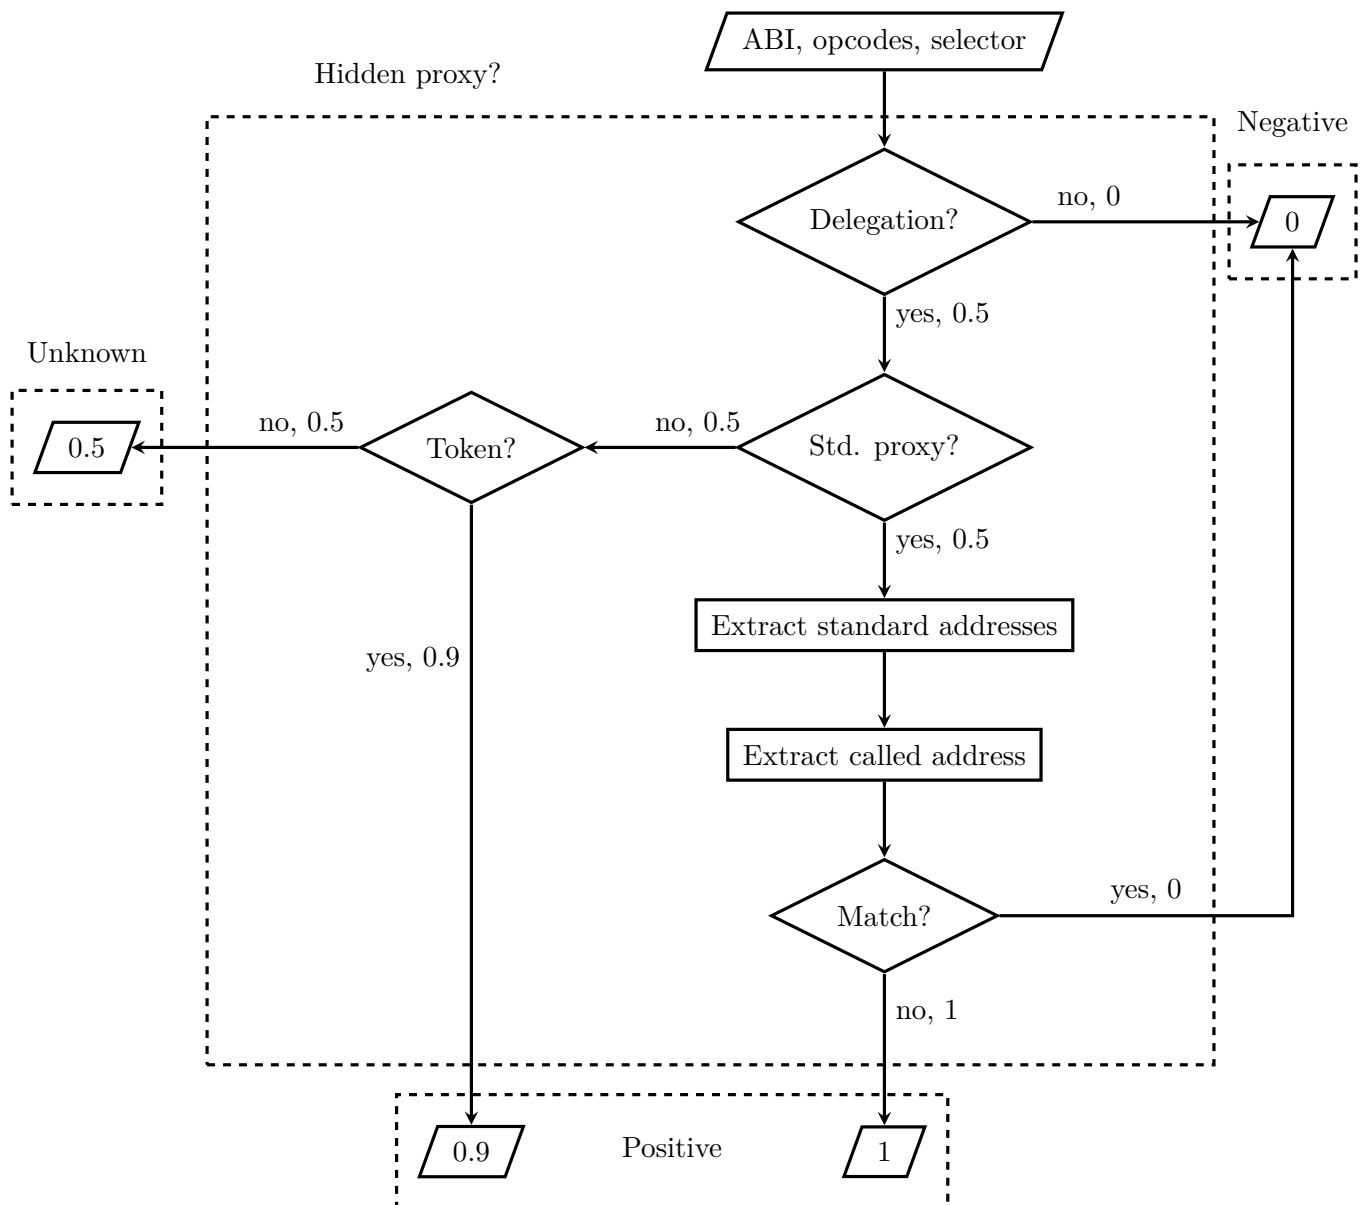 ABI, opcodes, selector
Hidden proxy?
Negative
no, 0
0
Delegation?
yes, 0.5
Unknown
no, 0.5
no, 0.5
0.5
Token?
Std. proxy?
yes, 0.5
Extract standard addresses
yes, 0.9
Extract called address
yes, 0
Match?
no, 1
0.9
Positive
1